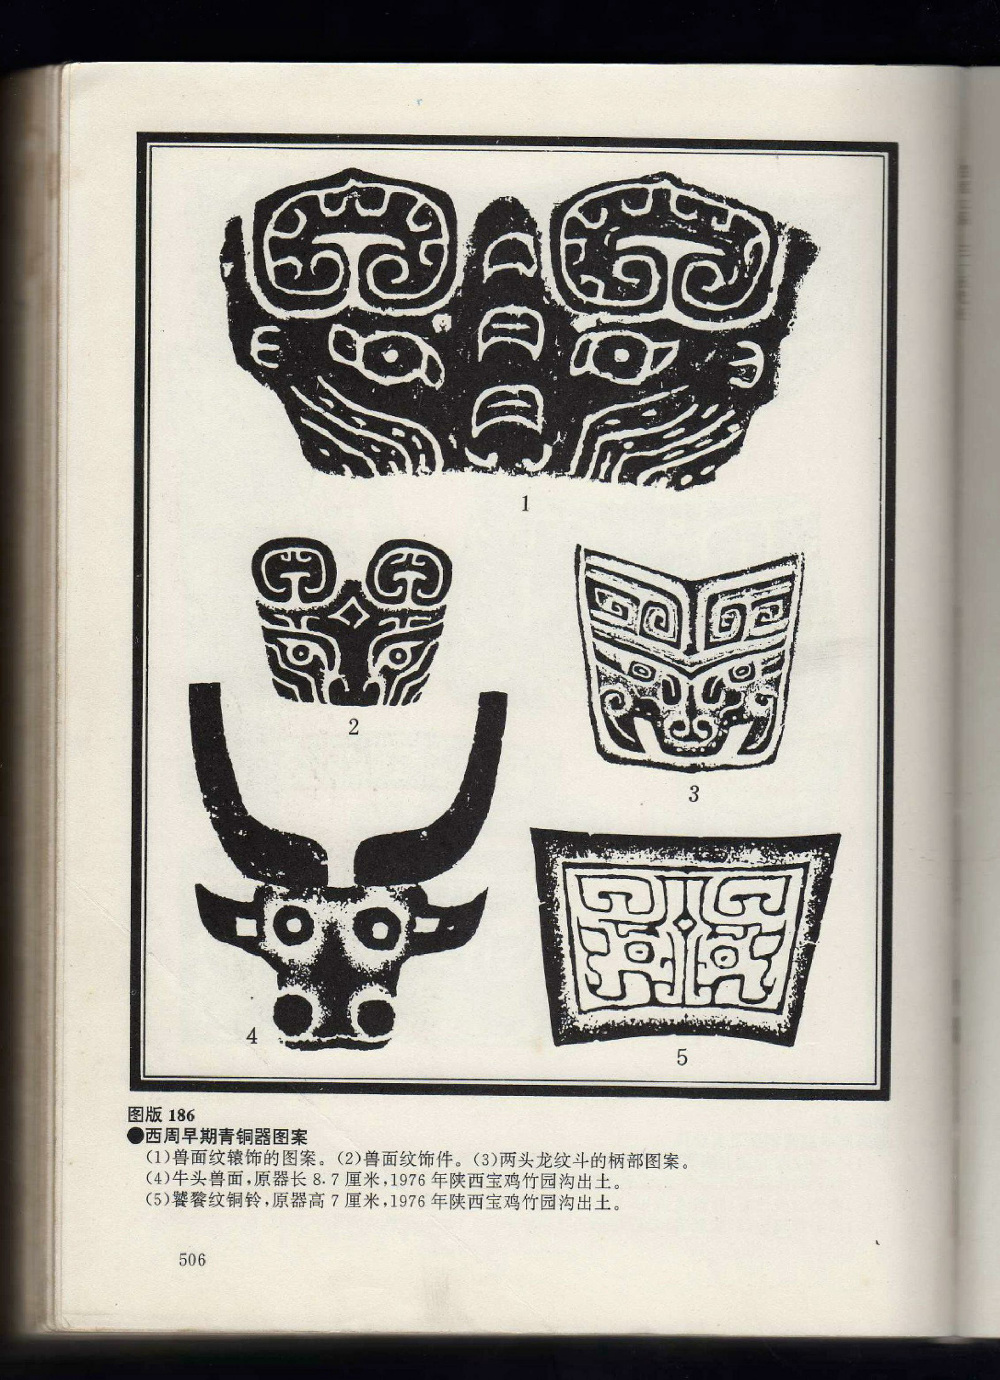 1
2
3
4
5
图版 186
●西周早期青铜器图案
(1)兽面纹辕饰的图案。(2)兽面纹饰件。(3)两头龙纹斗的柄部图案。
(4)牛头兽面,原器长 8.7 厘米,1976 年陕西宝鸡竹园沟出土。
(5)饕餮纹铜铃,原器高 7 厘米,1976 年陕西宝鸡竹园沟出土。
506